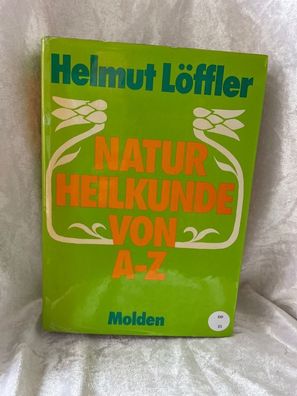 Helmut Löffler
NATUR
HEILKUNDE
VON
A-Z
Molden